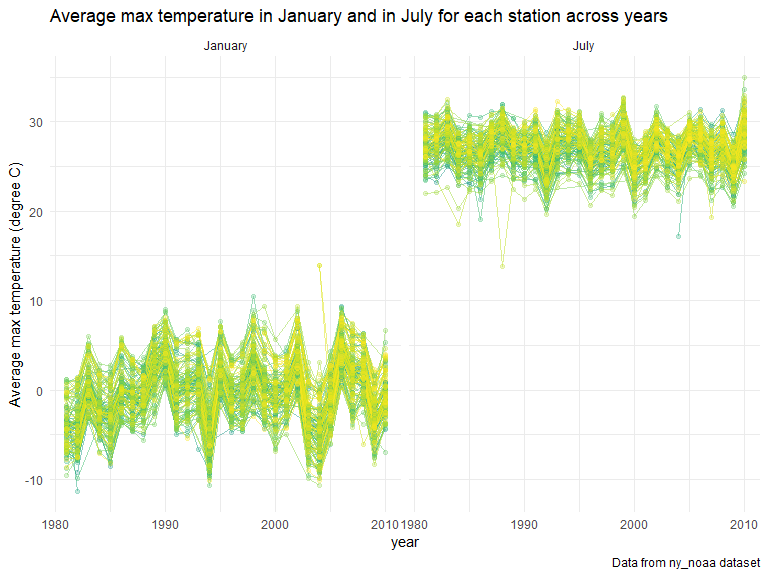 Average max temperature in January and in July for each station across years
January
July
Average max temperature (degree C)
30
20
10
0
-10
1980
1990
2000
2010
1980
1990
2000
2010
year
Data from ny_noaa dataset